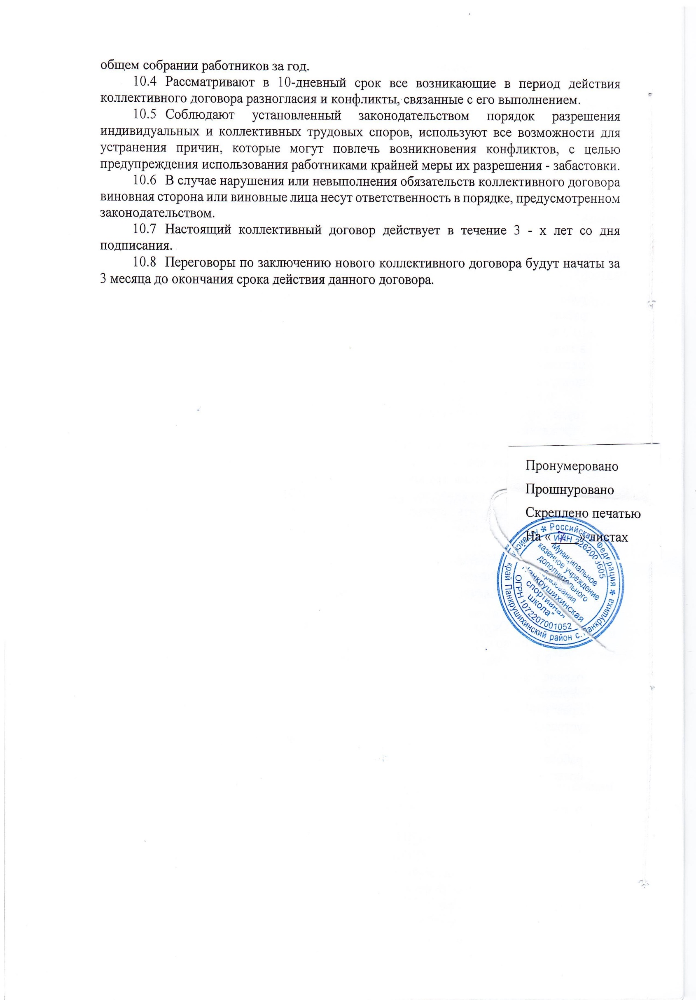 общем собрании работников за год.
10.4 Рассматривают в 10-дневный срок все возникающие в период действия
коллективного договора разногласия и конфликты, связанные с его выполнением.
10.5 Соблюдают установленный законодательством порядок разрешения
индивидуальных и коллективных трудовых споров, используют все возможности для
устранения причин, которые могут повлечь возникновения конфликтов, с целью
предупреждения использования работниками крайней меры их разрешения - забастовки.
10.6 В случае нарушения или невыполнения обязательств коллективного договора
виновная сторона или виновные лица несут ответственность в порядке, предусмотренном
законодательством.
10.7 Настоящий коллективный договор действует в течение 3 - х лет со дня
подписания.
10.8 Переговоры по заключению нового коллективного договора будут начаты за
3 месяца до окончания срока действия данного договора.
Пронумеровано
Прошнуровано
Скреплено печатью
На «7» листах
Российская Федерация
край Панкрушихинский район с. Панкрушиха
ИНН 2262003605
ОГРН 1072207001052
Муниципальное
казенное учреждение
дополнительного
образования
"Панкрушихинская
спортивная
школа"